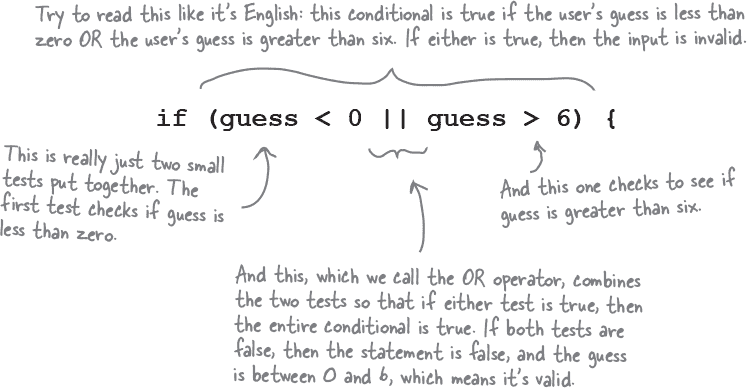 Try to read this like it's English: this conditional is true if the user's guess is less than
zero OR the user's guess is greater than six. If either is true, then the input is invalid.
if (guess < 0 || guess > 6) {
This is really just two small
tests put together. The
first test checks if guess is
less than zero.
And this one checks to see if
guess is greater than six.
And this, which we call the OR operator, combines
the two tests so that if either test is true, then
the entire conditional is true. If both tests are
false, then the statement is false, and the guess
is between 0 and 6, which means it's valid.